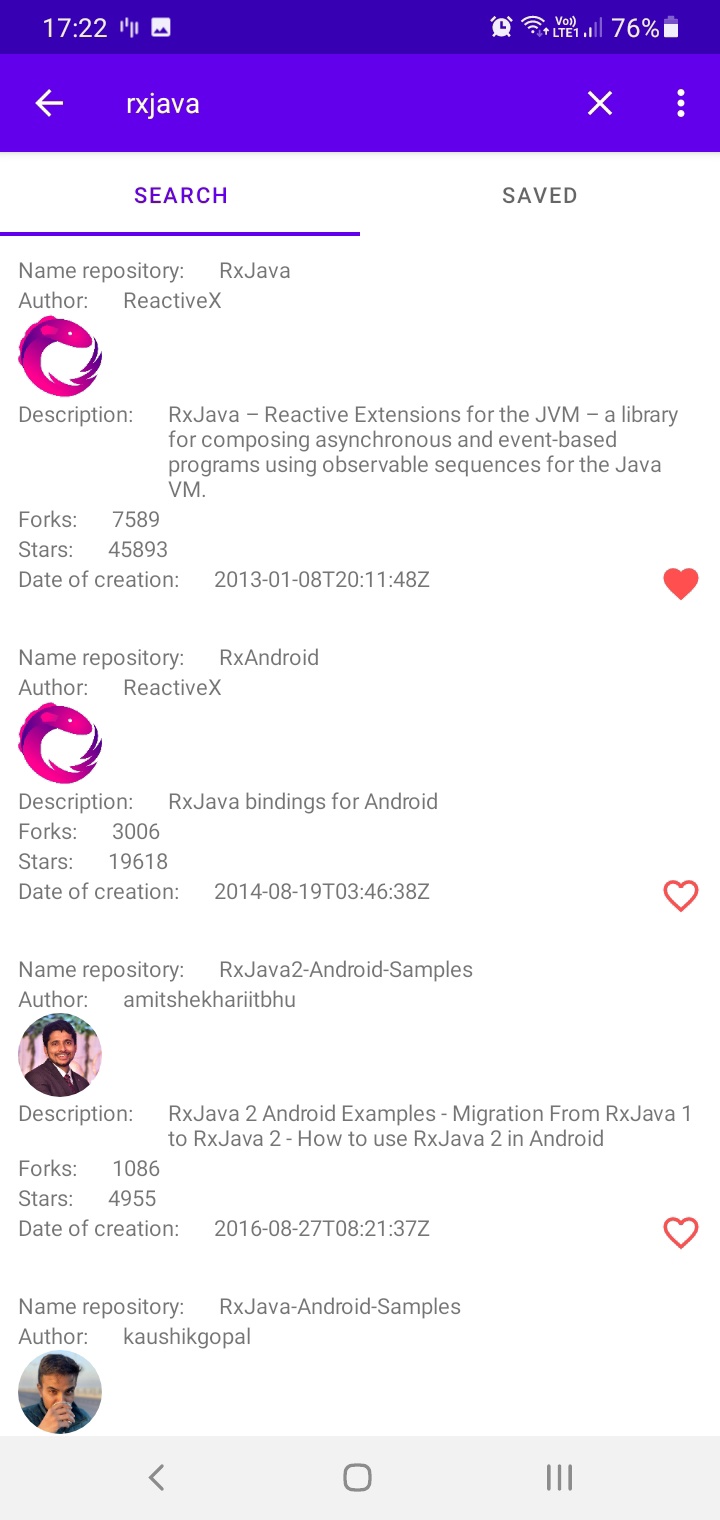 17:22 Vo)) LTE1 76%
rxjava
SEARCH SAVED
Name repository: RxJava
Author: ReactiveX
Description: RxJava – Reactive Extensions for the JVM – a library
for composing asynchronous and event-based
programs using observable sequences for the Java
VM.
Forks: 7589
Stars: 45893
Date of creation: 2013-01-08T20:11:48Z
Name repository: RxAndroid
Author: ReactiveX
Description: RxJava bindings for Android
Forks: 3006
Stars: 19618
Date of creation: 2014-08-19T03:46:38Z
Name repository: RxJava2-Android-Samples
Author: amitshekhariitbhu
Description: RxJava 2 Android Examples - Migration From RxJava 1
to RxJava 2 - How to use RxJava 2 in Android
Forks: 1086
Stars: 4955
Date of creation: 2016-08-27T08:21:37Z
Name repository: RxJava-Android-Samples
Author: kaushikgopal